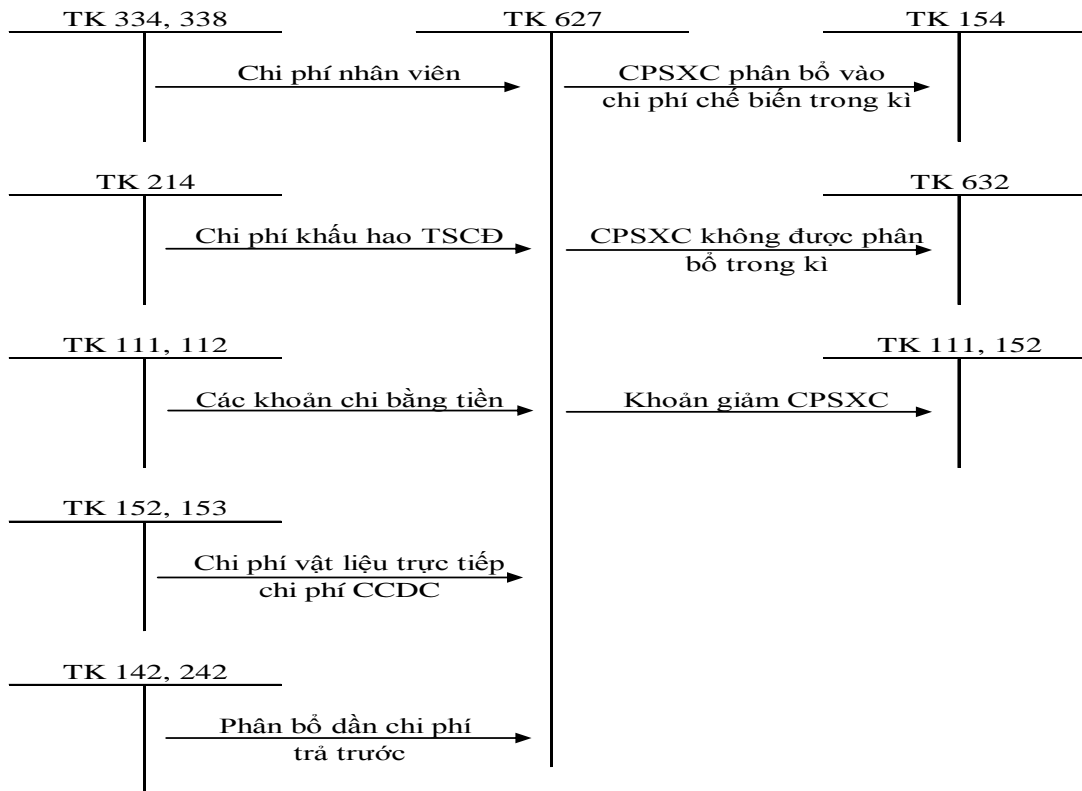 TK 334, 338
TK 627
TK 154
Chi phí nhân viên
CPSXC phân bổ vào
chi phí chế biến trong kì
TK 214
TK 632
Chi phí khấu hao TSCĐ
CPSXC không được phân
bổ trong kì
TK 111, 112
TK 111, 152
Các khoản chi bằng tiền
Khoản giảm CPSXC
TK 152, 153
Chi phí vật liệu trực tiếp
chi phí CCDC
TK 142, 242
Phân bổ dần chi phí
trả trước